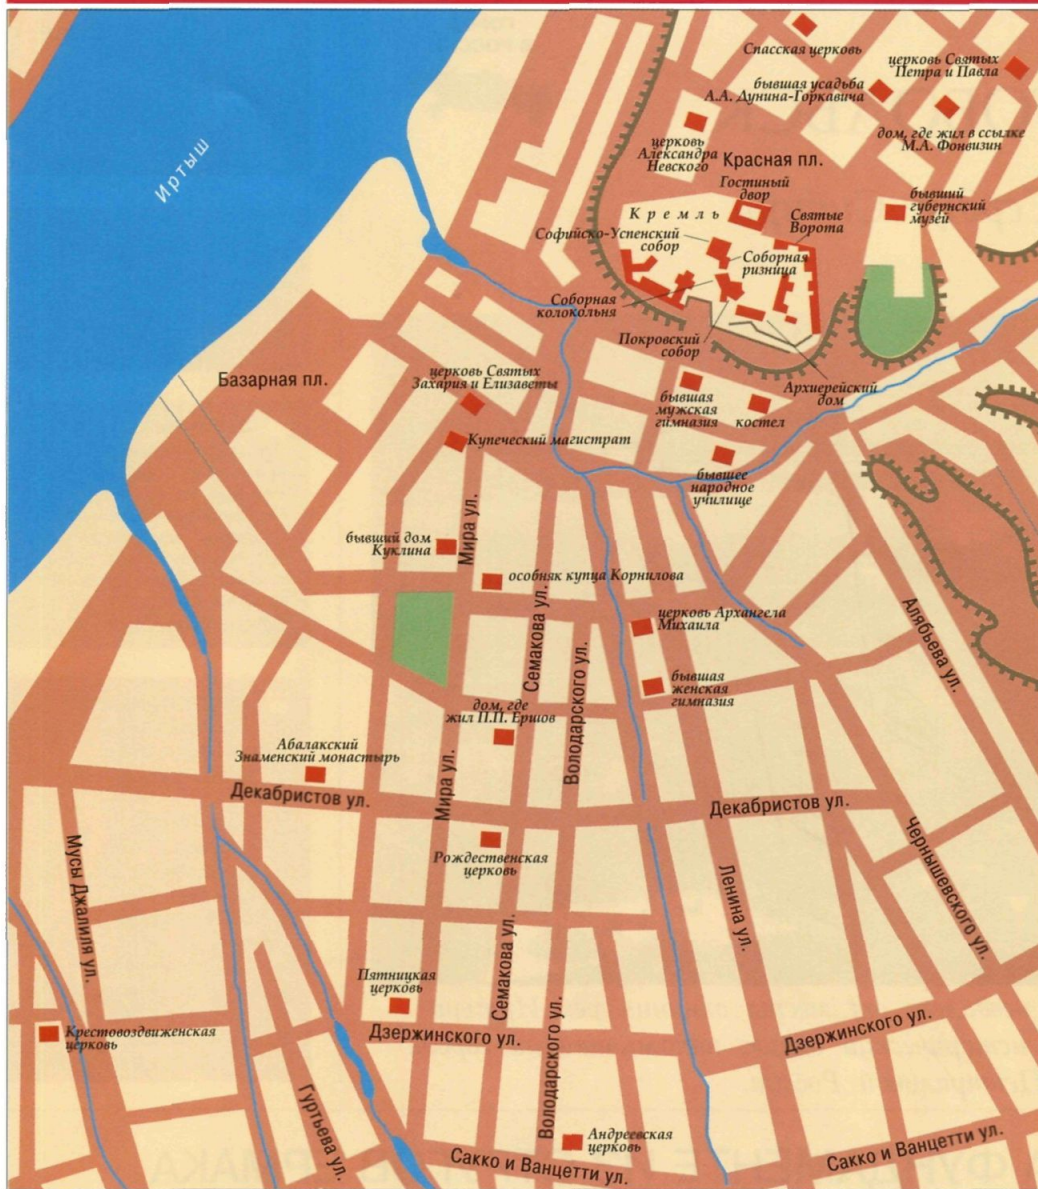 Спасская церковь
церковь Святых
Петра и Павла
бывшая усадьба
А.А. Дунина-Горкавича
дом, где жил в ссылке
М.А. Фонвизин
церковь
Александра
Невского
Красная пл.
Иртыш
Гостиный
двор
бывший
губернский
музей
Кремль
Святые
Ворота
Софийско-Успенский
собор
Соборная
ризница
Соборная
колокольня
Покровский
собор
Архиерейский
дом
Базарная пл.
церковь Святых
Захария и Елизаветы
бывшая
мужская
гимназия
костел
Купеческий магистрат
бывшее
народное
училище
Мира ул.
бывший дом
Куклина
особняк купца Корнилова
Семакова ул.
церковь Архангела
Михаила
Алябьева ул.
Володарского ул.
бывшая
женская
гимназия
дом, где
жил П.П. Ершов
Абалакский
Знаменский монастырь
Мира ул.
Декабристов ул.
Декабристов ул.
Рождественская
церковь
Мусы Джалиля ул.
Ленина ул.
Чернышевского ул.
Семакова ул.
Пятницкая
церковь
Крестовоздвиженская
церковь
Дзержинского ул.
Дзержинского ул.
Володарского ул.
Гуртьева ул.
Андреевская
церковь
Сакко и Ванцетти ул.
Сакко и Ванцетти ул.